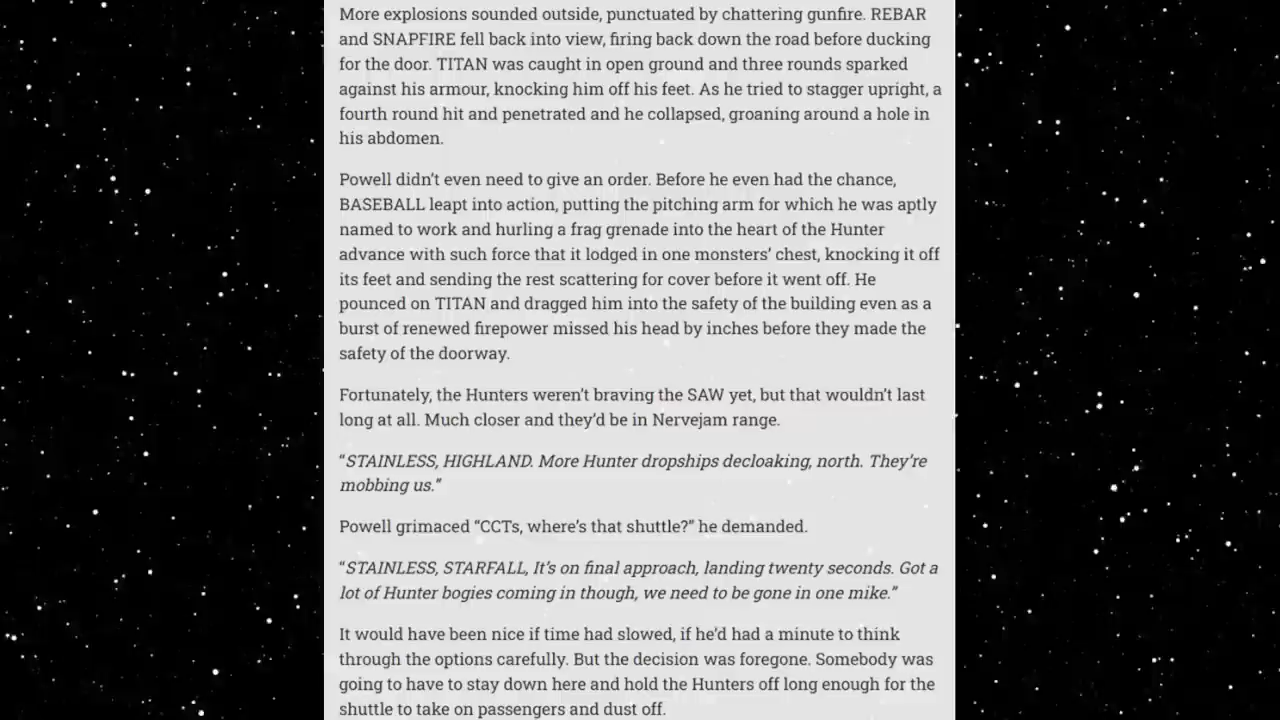 More explosions sounded outside, punctuated by chattering gunfire. REBAR
and SNAPFIRE fell back into view, firing back down the road before ducking
for the door. TITAN was caught in open ground and three rounds sparked
against his armour, knocking him off his feet. As he tried to stagger upright, a
fourth round hit and penetrated and he collapsed, groaning around a hole in
his abdomen.
Powell didn’t even need to give an order. Before he even had the chance,
BASEBALL leapt into action, putting the pitching arm for which he was aptly
named to work and hurling a frag grenade into the heart of the Hunter
advance with such force that it lodged in one monsters’ chest, knocking it off
its feet and sending the rest scattering for cover before it went off. He
pounced on TITAN and dragged him into the safety of the building even as a
burst of renewed firepower missed his head by inches before they made the
safety of the doorway.
Fortunately, the Hunters weren’t braving the SAW yet, but that wouldn’t last
long at all. Much closer and they’d be in Nervejam range.
“STAINLESS, HIGHLAND. More Hunter dropships decloaking, north. They’re
mobbing us.”
Powell grimaced “CCTs, where’s that shuttle?” he demanded.
“STAINLESS, STARFALL, It’s on final approach, landing twenty seconds. Got a
lot of Hunter bogies coming in though, we need to be gone in one mike.”
It would have been nice if time had slowed, if he’d had a minute to think
through the options carefully. But the decision was foregone. Somebody was
going to have to stay down here and hold the Hunters off long enough for the
shuttle to take on passengers and dust off.